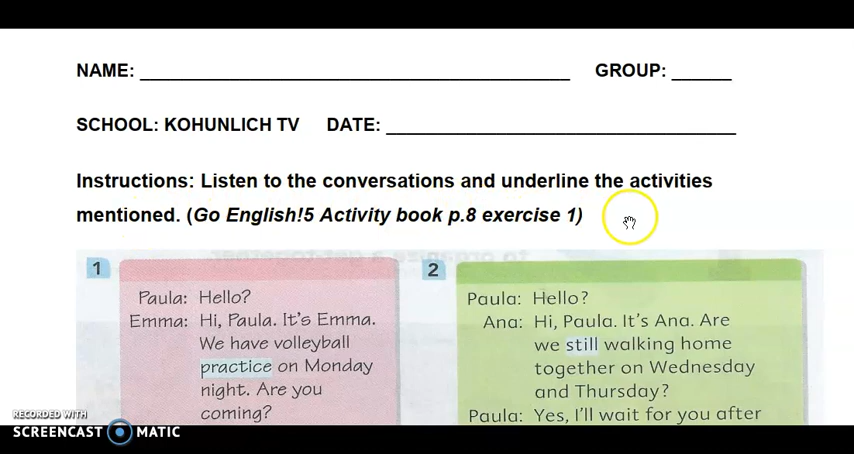 NAME: GROUP:
SCHOOL: KOHUNLICH TV DATE:
Instructions: Listen to the conversations and underline the activities
mentioned. (Go English!5 Activity book p.8 exercise 1)
1
Paula: Hello?
Emma: Hi, Paula. It's Emma.
We have volleyball
practice on Monday
night. Are you
coming?
2
Paula: Hello?
Ana: Hi, Paula. It's Ana. Are
we still walking home
together on Wednesday
and Thursday?
Paula: Yes, I'll wait for you after
RECORDED WITH
SCREENCAST MATIC